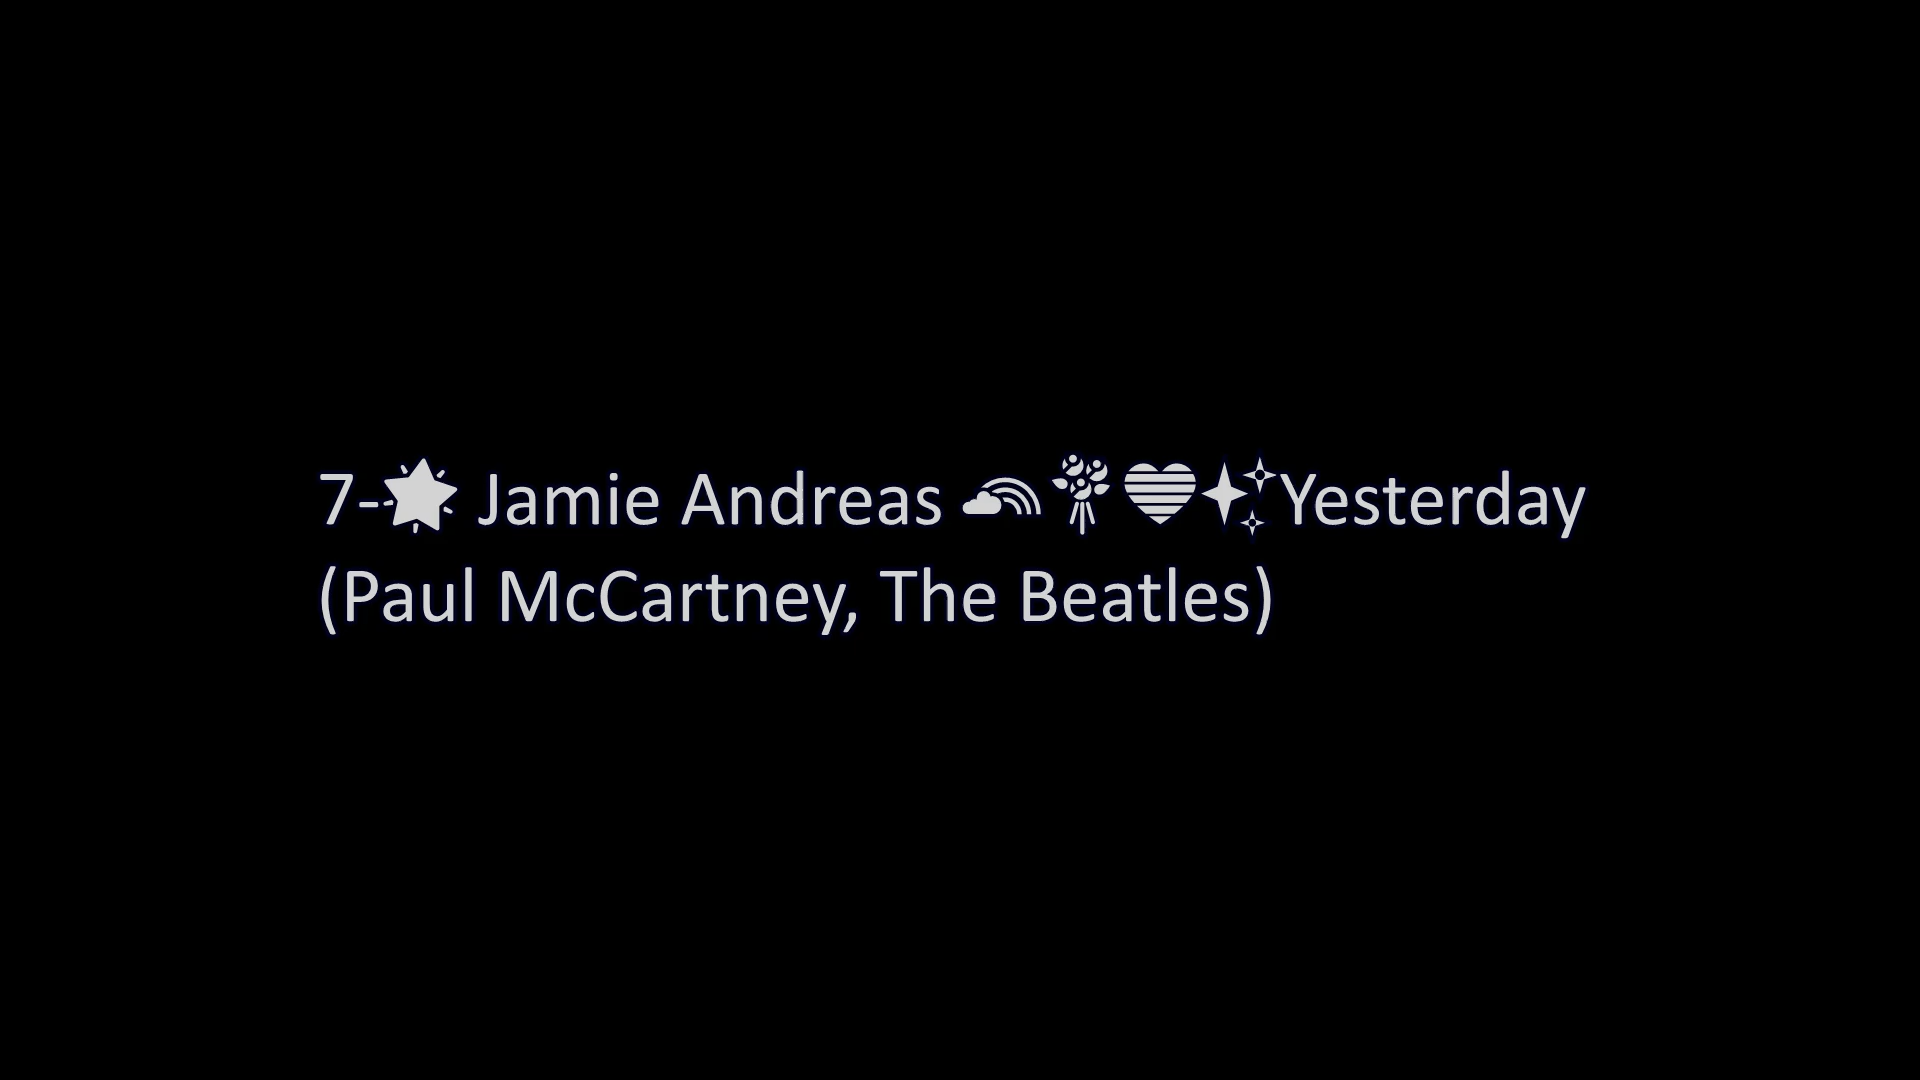 7-🌟 Jamie Andreas 🌈💐💙✨Yesterday
(Paul McCartney, The Beatles)